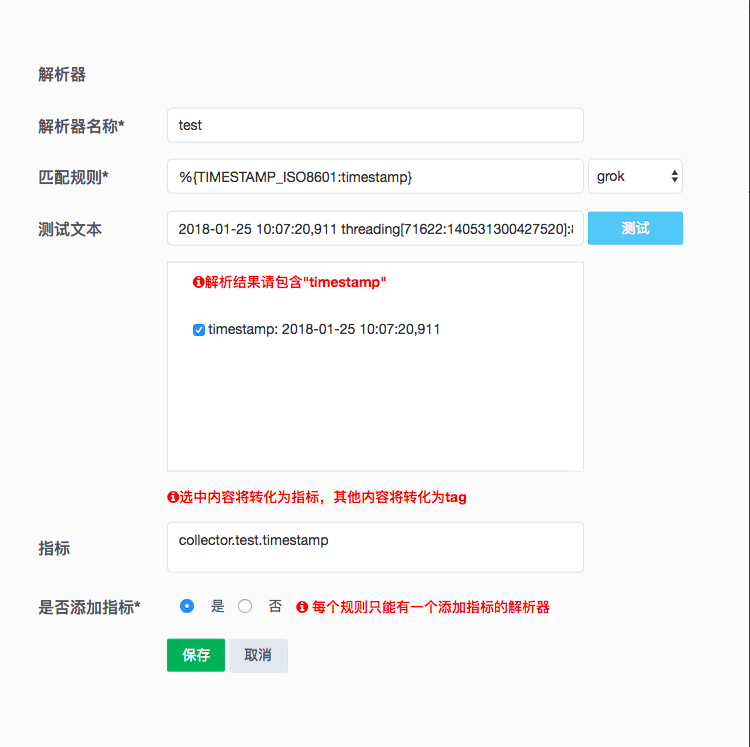 解析器
解析器名称* test
匹配规则* %{TIMESTAMP_ISO8601:timestamp} grok
测试文本 2018-01-25 10:07:20,911 threading[71622:140531300427520]: 测试
解析结果请包含"timestamp"
timestamp: 2018-01-25 10:07:20,911
选中内容将转化为指标，其他内容将转化为tag
指标 collector.test.timestamp
是否添加指标* 是 否 每个规则只能有一个添加指标的解析器
保存 取消